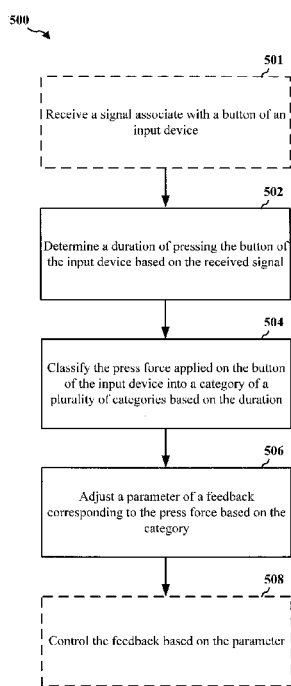 500
501
Receive a signal associate with a button of an
input device
502
Determine a duration of pressing the button of
the input device based on the received signal
504
Classify the press force applied on the button
of the input device into a category of a
plurality of categories based on the duration
506
Adjust a parameter of a feedback
corresponding to the press force based on the
category
508
Control the feedback based on the parameter